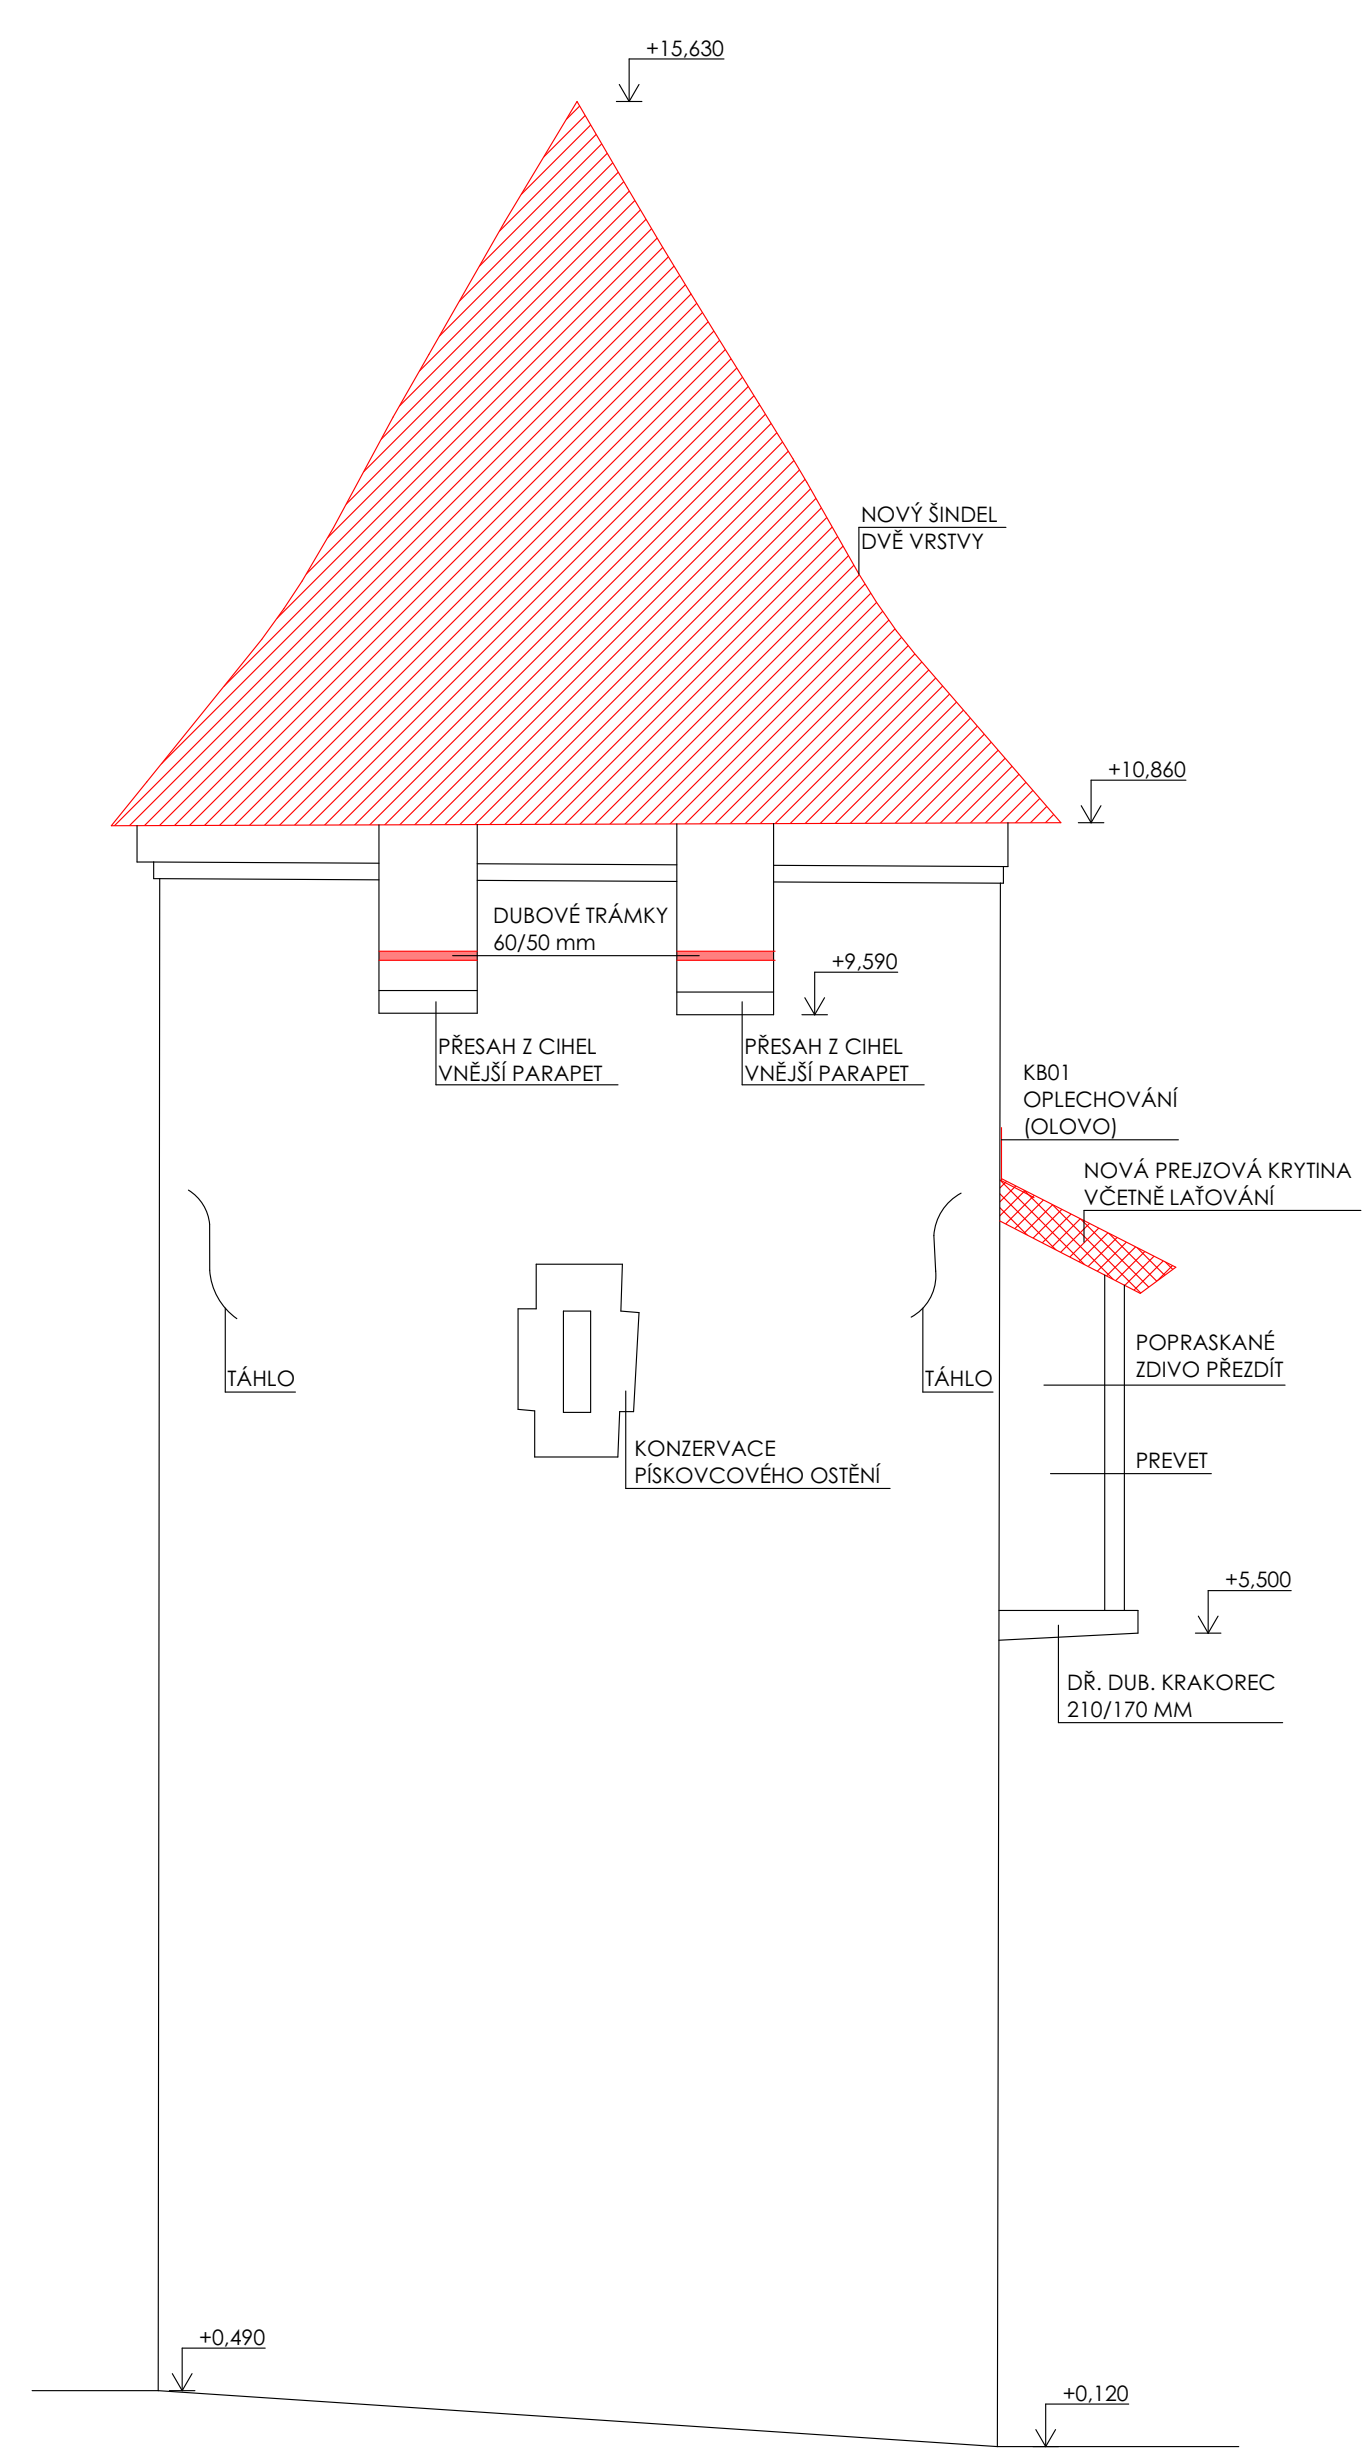 +15,630
NOVÝ ŠINDEL
DVĚ VRSTVY
+10,860
DUBOVÉ TRÁMKY
60/50 mm
+9,590
PŘESAH Z CIHEL
VNĚJŠÍ PARAPET
PŘESAH Z CIHEL
VNĚJŠÍ PARAPET
KB01
OPLECHOVÁNÍ
(OLOVO)
NOVÁ PREJZOVÁ KRYTINA
VČETNĚ LAŤOVÁNÍ
TÁHLO
TÁHLO
POPRASKANÉ
ZDIVO PŘEZDÍT
KONZERVACE
PÍSKOVCOVÉHO OSTĚNÍ
PREVET
+5,500
DŘ. DUB. KRAKOREC
210/170 MM
+0,490
+0,120